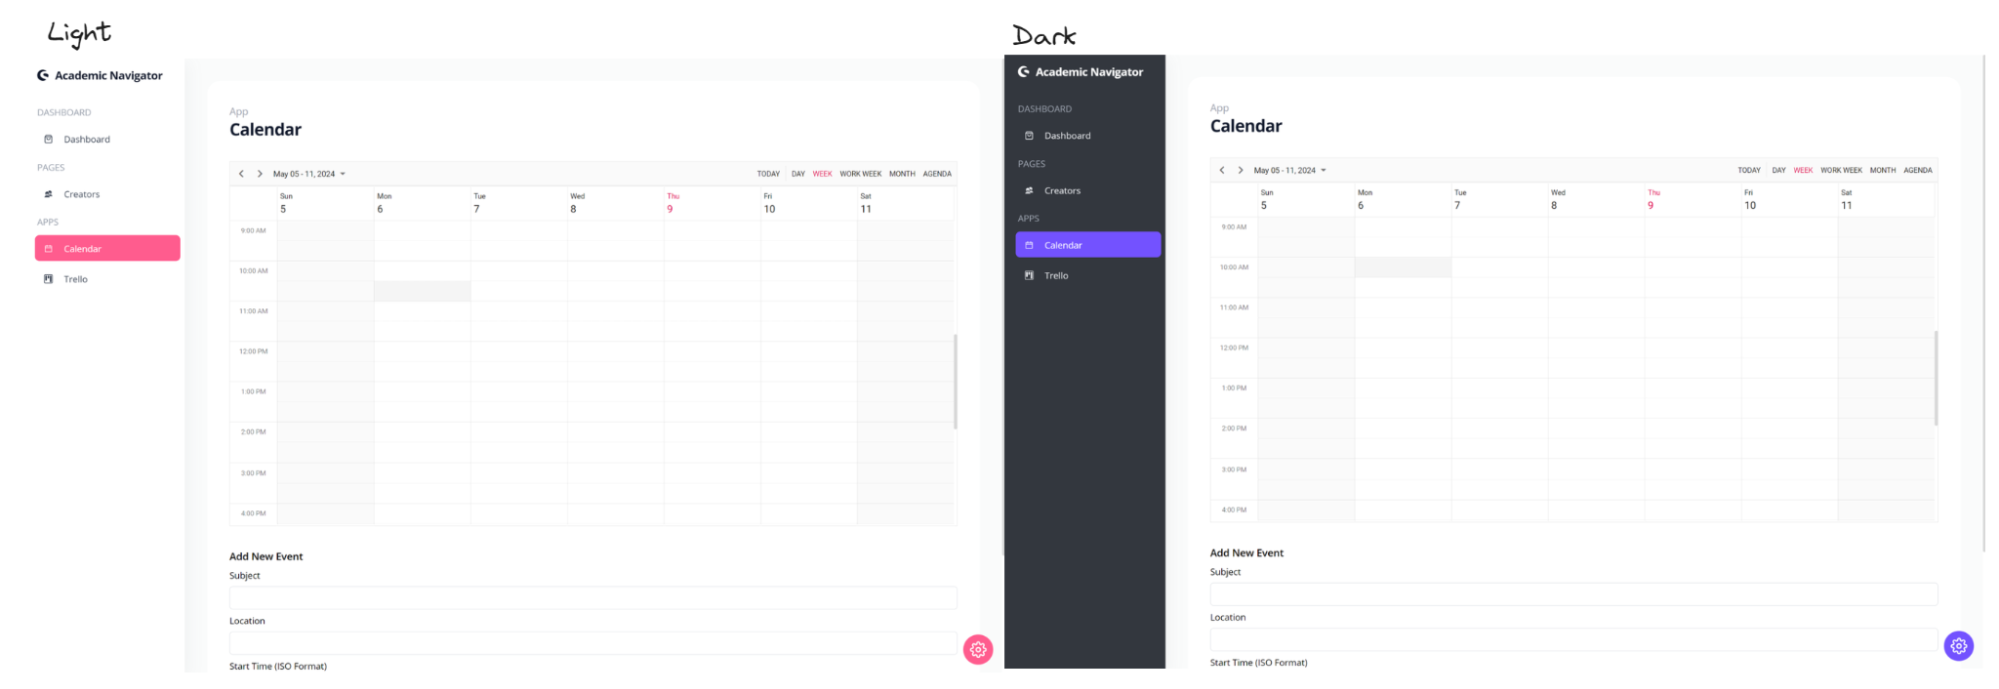 Light
Academic Navigator
DASHBOARD
Dashboard
PAGES
Creators
APPS
Calendar
Trello
App
Calendar
May 05 - 11, 2024
TODAY DAY WEEK WORK WEEK MONTH AGENDA
Sun Mon Tue Wed Thu Fri Sat
5 6 7 8 9 10 11
9:00 AM
10:00 AM
11:00 AM
12:00 PM
1:00 PM
2:00 PM
3:00 PM
4:00 PM
Add New Event
Subject
Location
Start Time (ISO Format)
Dark
Academic Navigator
DASHBOARD
Dashboard
PAGES
Creators
APPS
Calendar
Trello
App
Calendar
May 05 - 11, 2024
TODAY DAY WEEK WORK WEEK MONTH AGENDA
Sun Mon Tue Wed Thu Fri Sat
5 6 7 8 9 10 11
9:00 AM
10:00 AM
11:00 AM
12:00 PM
1:00 PM
2:00 PM
3:00 PM
4:00 PM
Add New Event
Subject
Location
Start Time (ISO Format)